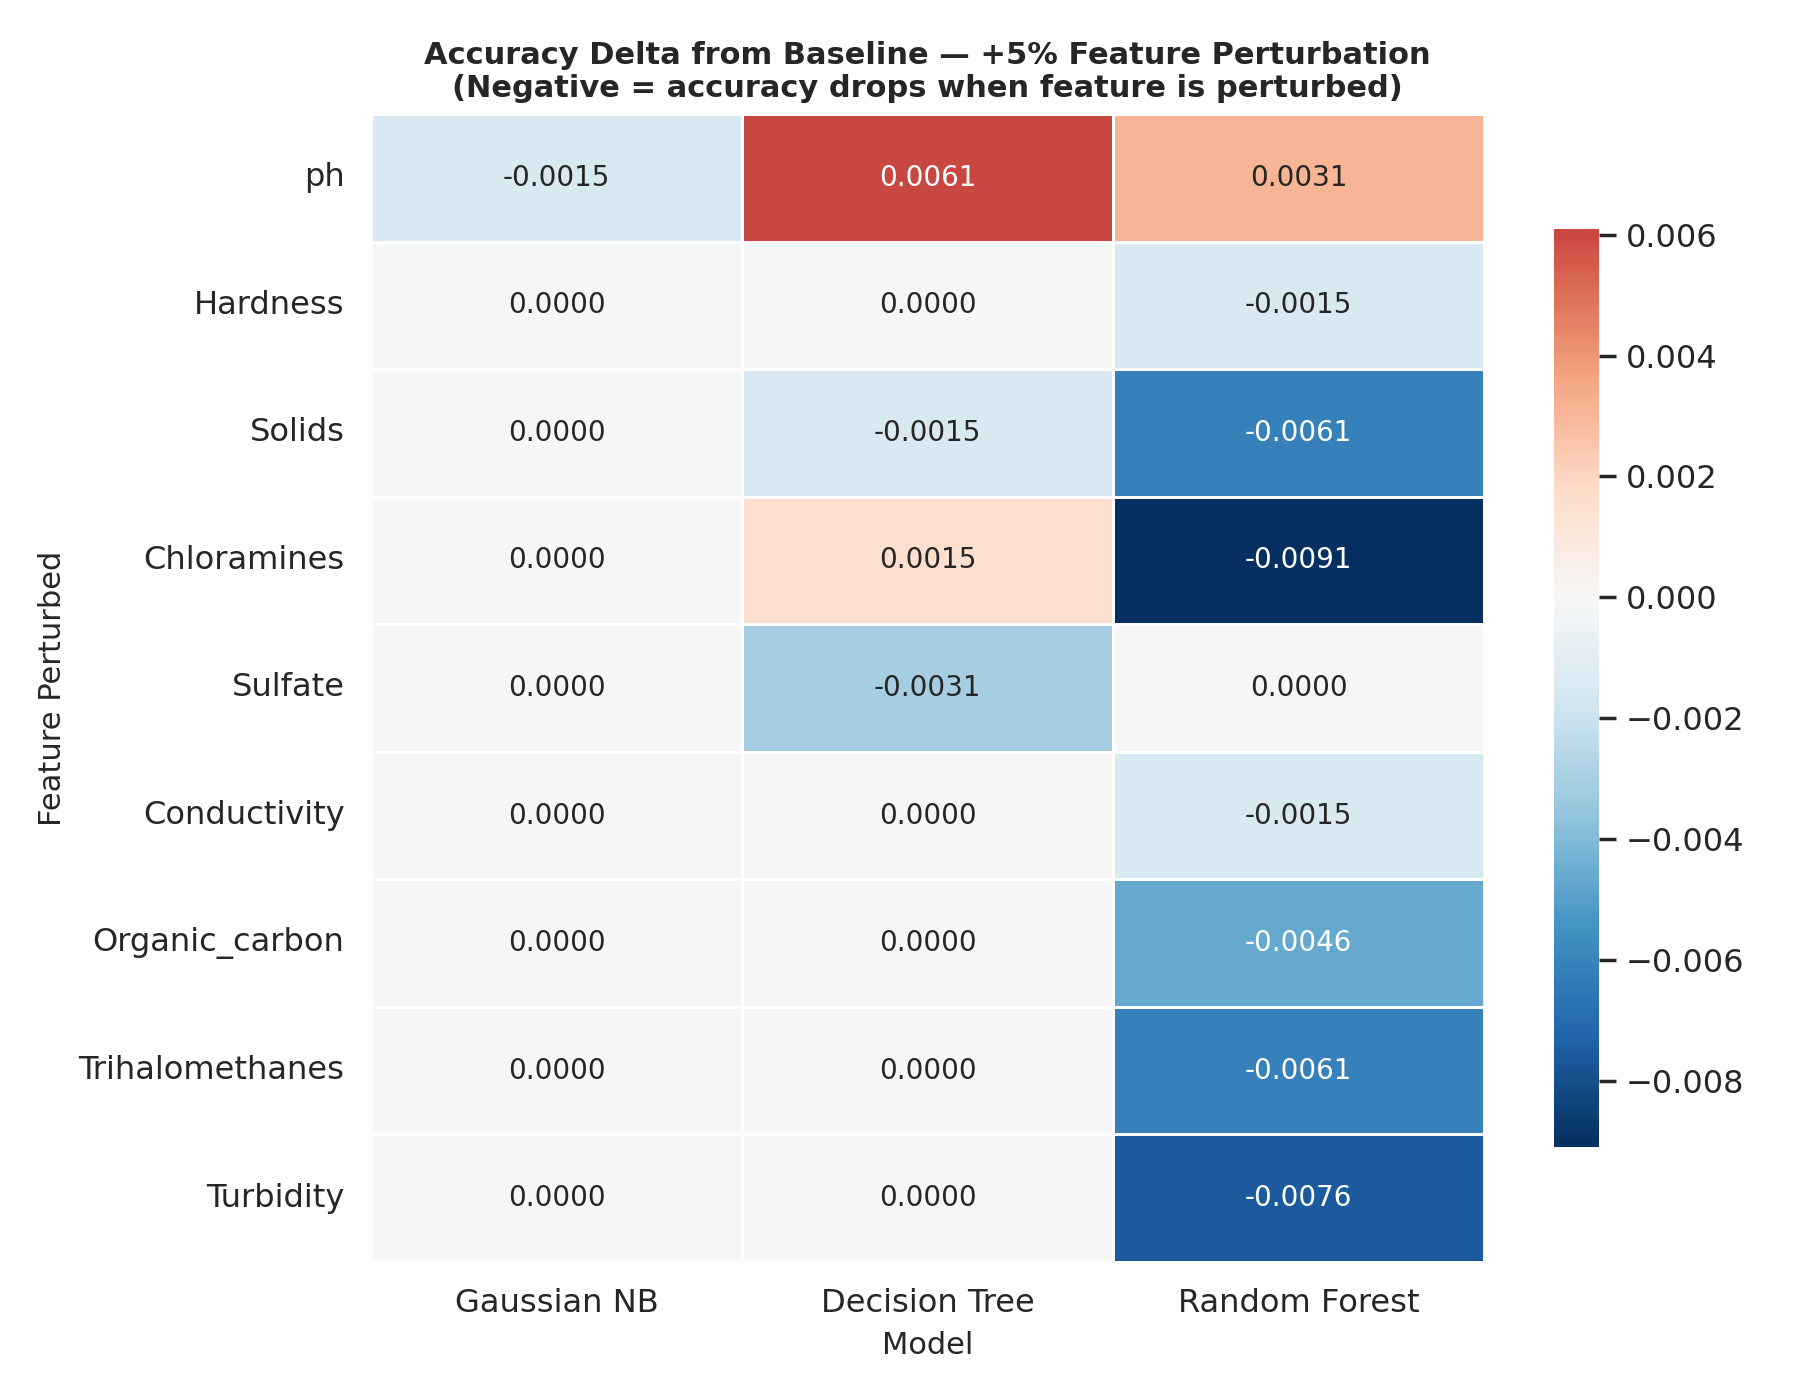 Accuracy Delta from Baseline — +5% Feature Perturbation
(Negative = accuracy drops when feature is perturbed)
ph -0.0015 0.0061 0.0031
Hardness 0.0000 0.0000 -0.0015
Solids 0.0000 -0.0015 -0.0061
Chloramines 0.0000 0.0015 -0.0091
Sulfate 0.0000 -0.0031 0.0000
Conductivity 0.0000 0.0000 -0.0015
Organic_carbon 0.0000 0.0000 -0.0046
Trihalomethanes 0.0000 0.0000 -0.0061
Turbidity 0.0000 0.0000 -0.0076
Feature Perturbed
Gaussian NB Decision Tree Random Forest
Model
0.006
0.004
0.002
0.000
−0.002
−0.004
−0.006
−0.008